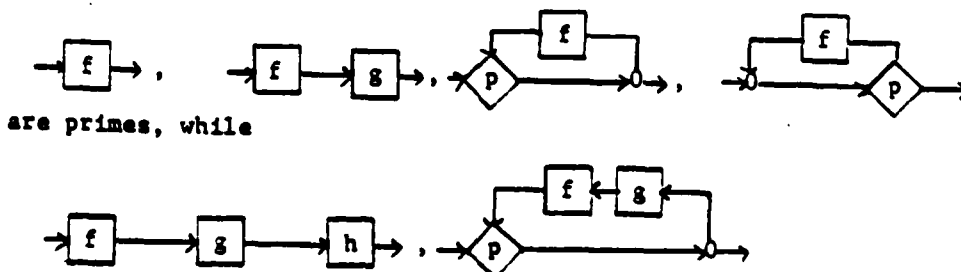 f , f g , p f , f p
are primes, while
f g h , p f g